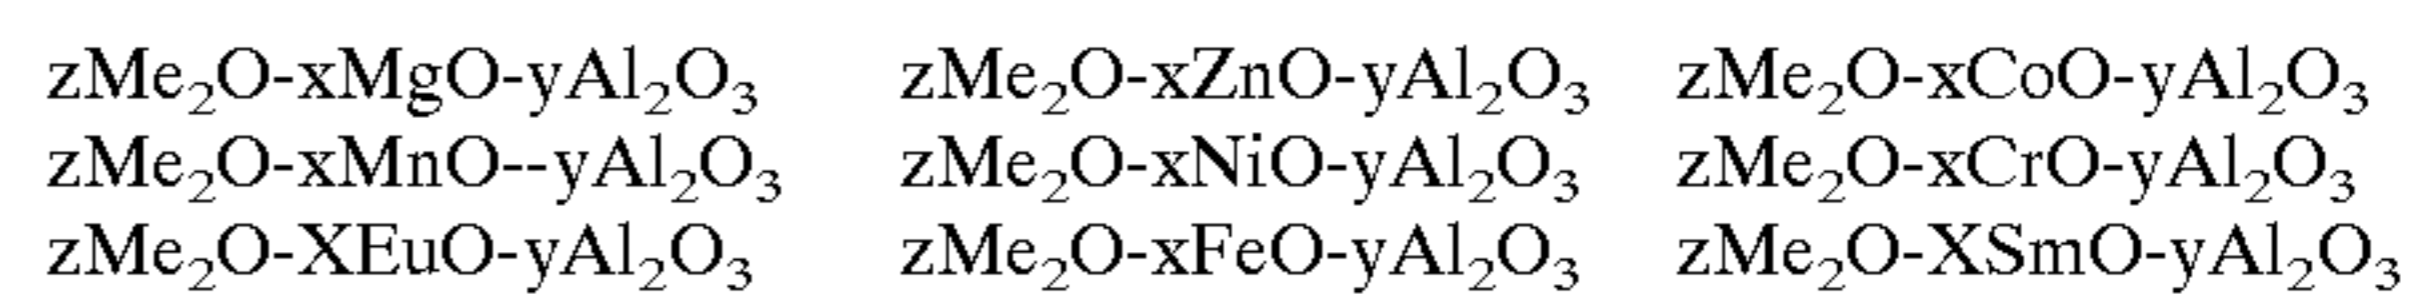 zMe₂O-xMgO-yAl₂O₃ zMe₂O-xZnO-yAl₂O₃ zMe₂O-xCoO-yAl₂O₃
zMe₂O-xMnO--yAl₂O₃ zMe₂O-xNiO-yAl₂O₃ zMe₂O-xCrO-yAl₂O₃
zMe₂O-XEuO-yAl₂O₃ zMe₂O-xFeO-yAl₂O₃ zMe₂O-XSmO-yAl₂O₃